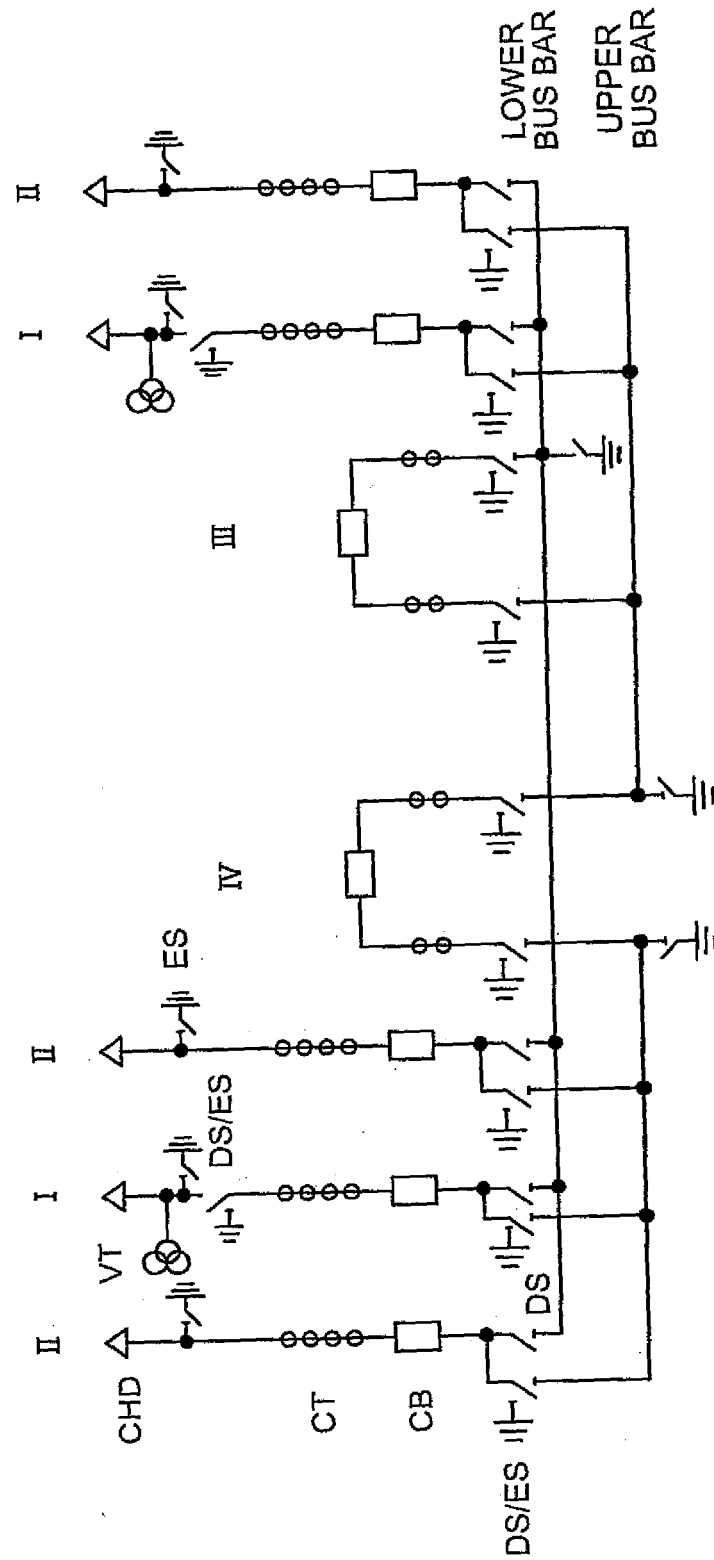 II
I
II
IV
III
I
II
CHD
VT
ES
DS/ES
CT
CB
DS/ES
DS
LOWER
BUS BAR
UPPER
BUS BAR